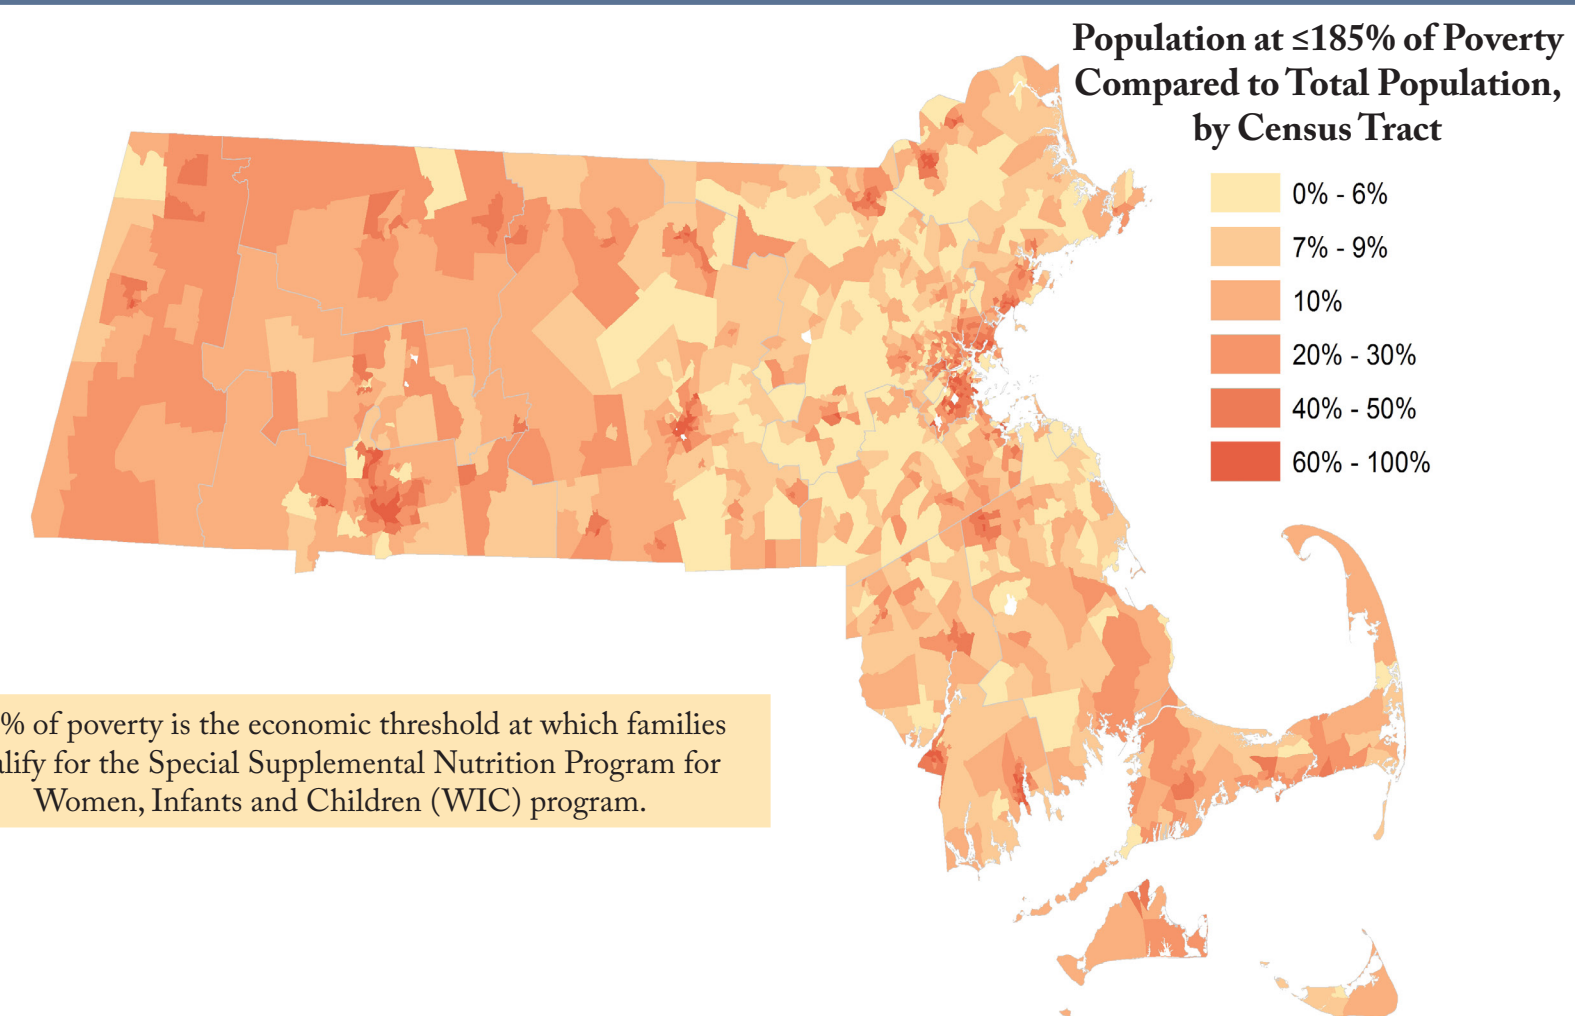 Population at ≤185% of Poverty
Compared to Total Population,
by Census Tract
0% - 6%
7% - 9%
10%
20% - 30%
40% - 50%
60% - 100%
% of poverty is the economic threshold at which families
lify for the Special Supplemental Nutrition Program for
Women, Infants and Children (WIC) program.